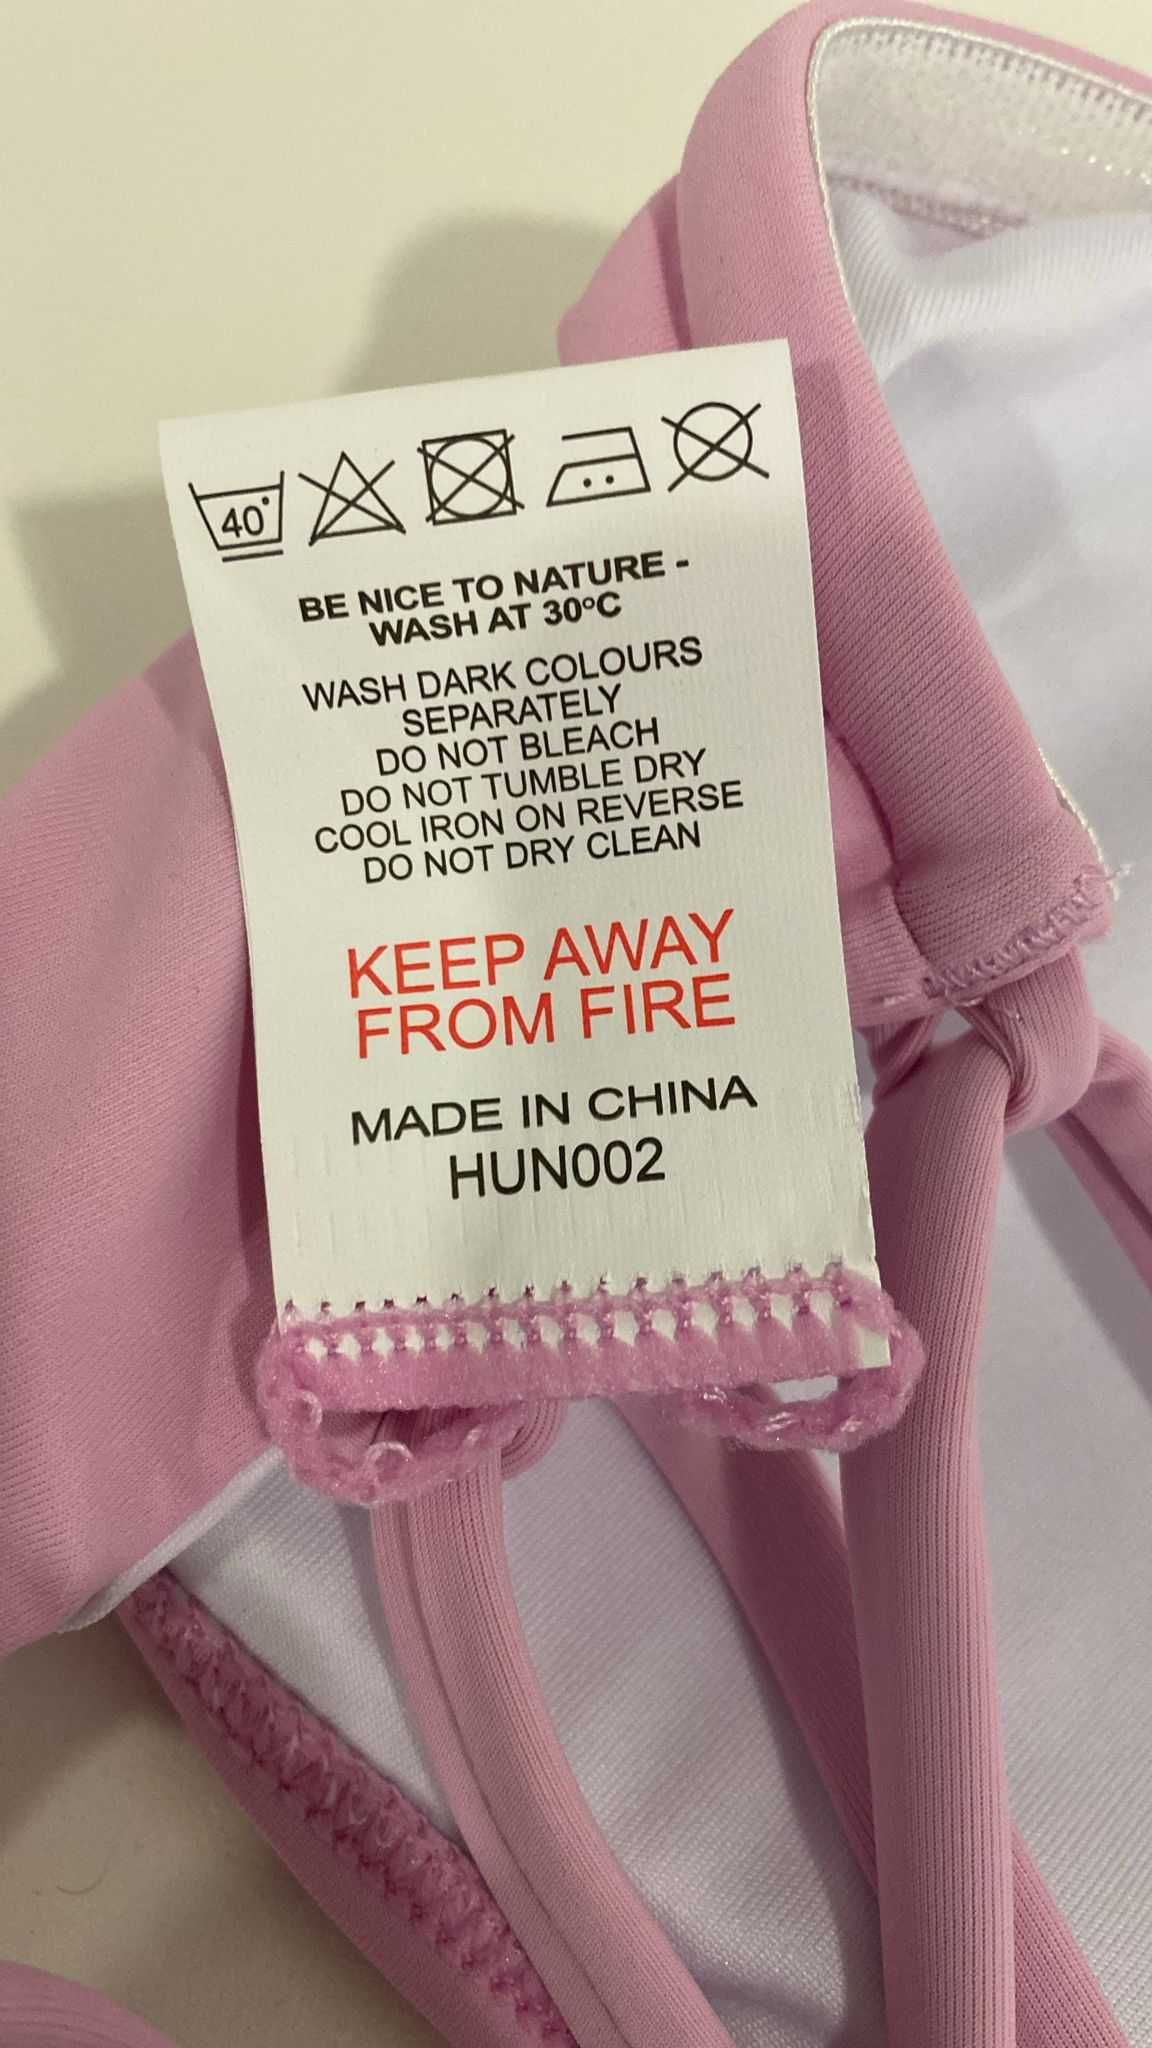 40°
BE NICE TO NATURE -
WASH AT 30°C
WASH DARK COLOURS
SEPARATELY
DO NOT BLEACH
DO NOT TUMBLE DRY
COOL IRON ON REVERSE
DO NOT DRY CLEAN
KEEP AWAY
FROM FIRE
MADE IN CHINA
HUN002